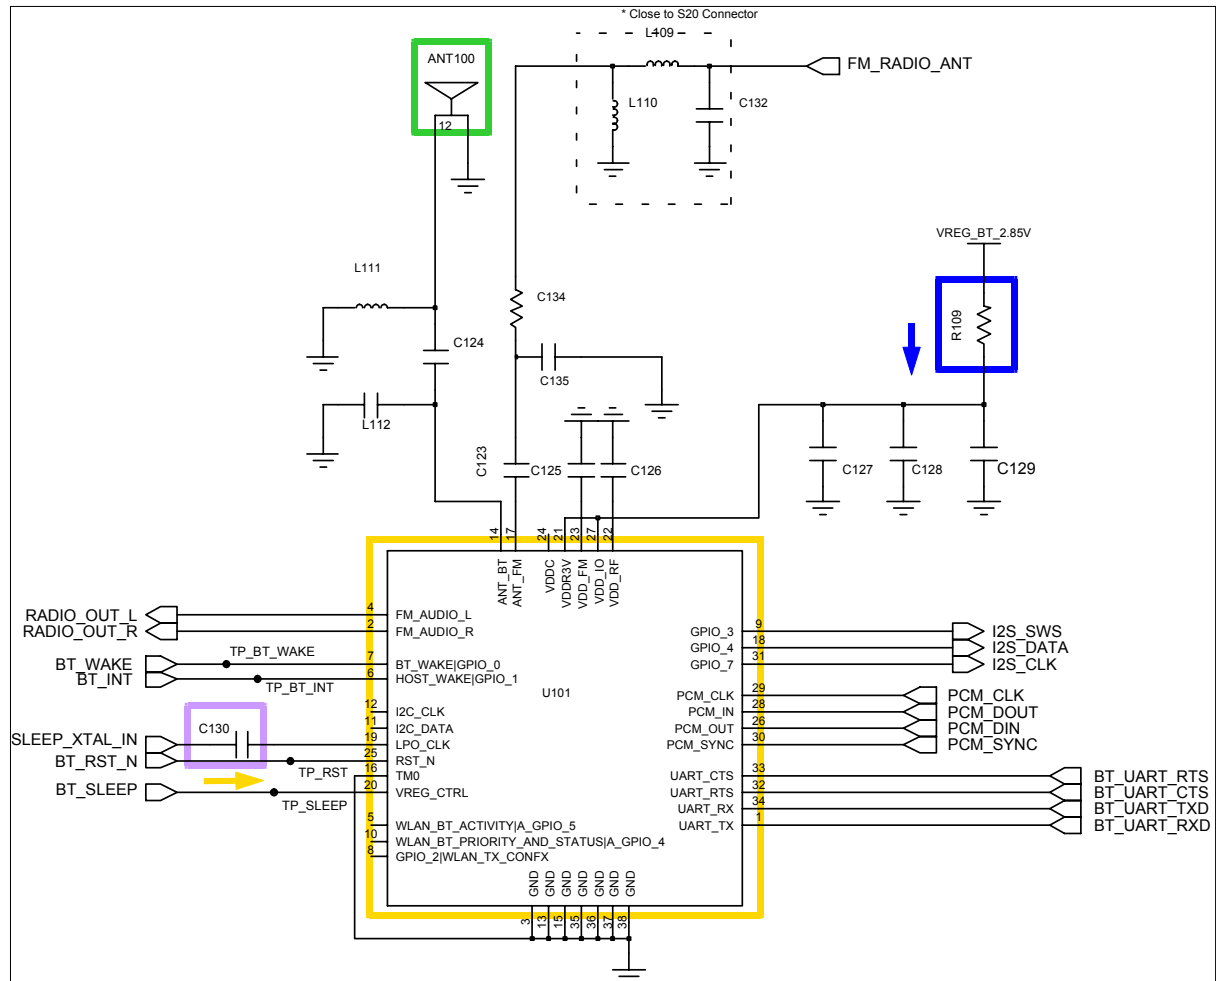 * Close to S20 Connector
L109
ANT100
FM_RADIO_ANT
L110
C132
12
VREG_BT_2.85V
L111
C134
R109
C124
C135
L112
C123
C125
C126
C127
C128
C129
14
17
24
21
23
27
22
ANT_BT
ANT_FM
VDDC
VDDR3V
VDD_FM
VDD_IO
VDD_RF
RADIO_OUT_L
4
FM_AUDIO_L
RADIO_OUT_R
2
FM_AUDIO_R
GPIO_3
9
I2S_SWS
GPIO_4
18
I2S_DATA
GPIO_7
31
I2S_CLK
TP_BT_WAKE
BT_WAKE
7
BT_WAKE|GPIO_0
BT_INT
6
HOST_WAKE|GPIO_1
TP_BT_INT
U101
PCM_CLK
29
PCM_CLK
12
I2C_CLK
PCM_IN
28
PCM_DOUT
11
I2C_DATA
PCM_OUT
26
PCM_DIN
C130
SLEEP_XTAL_IN
19
LPO_CLK
PCM_SYNC
30
PCM_SYNC
BT_RST_N
25
RST_N
TP_RST
16
TM0
UART_CTS
33
BT_UART_RTS
BT_SLEEP
20
VREG_CTRL
UART_RTS
32
BT_UART_CTS
TP_SLEEP
UART_RX
34
BT_UART_TXD
5
WLAN_BT_ACTIVITY|A_GPIO_5
UART_TX
1
BT_UART_RXD
10
WLAN_BT_PRIORITY_AND_STATUS|A_GPIO_4
8
GPIO_2|WLAN_TX_CONFX
GND
GND
GND
GND
GND
GND
GND
3
13
15
35
36
37
38